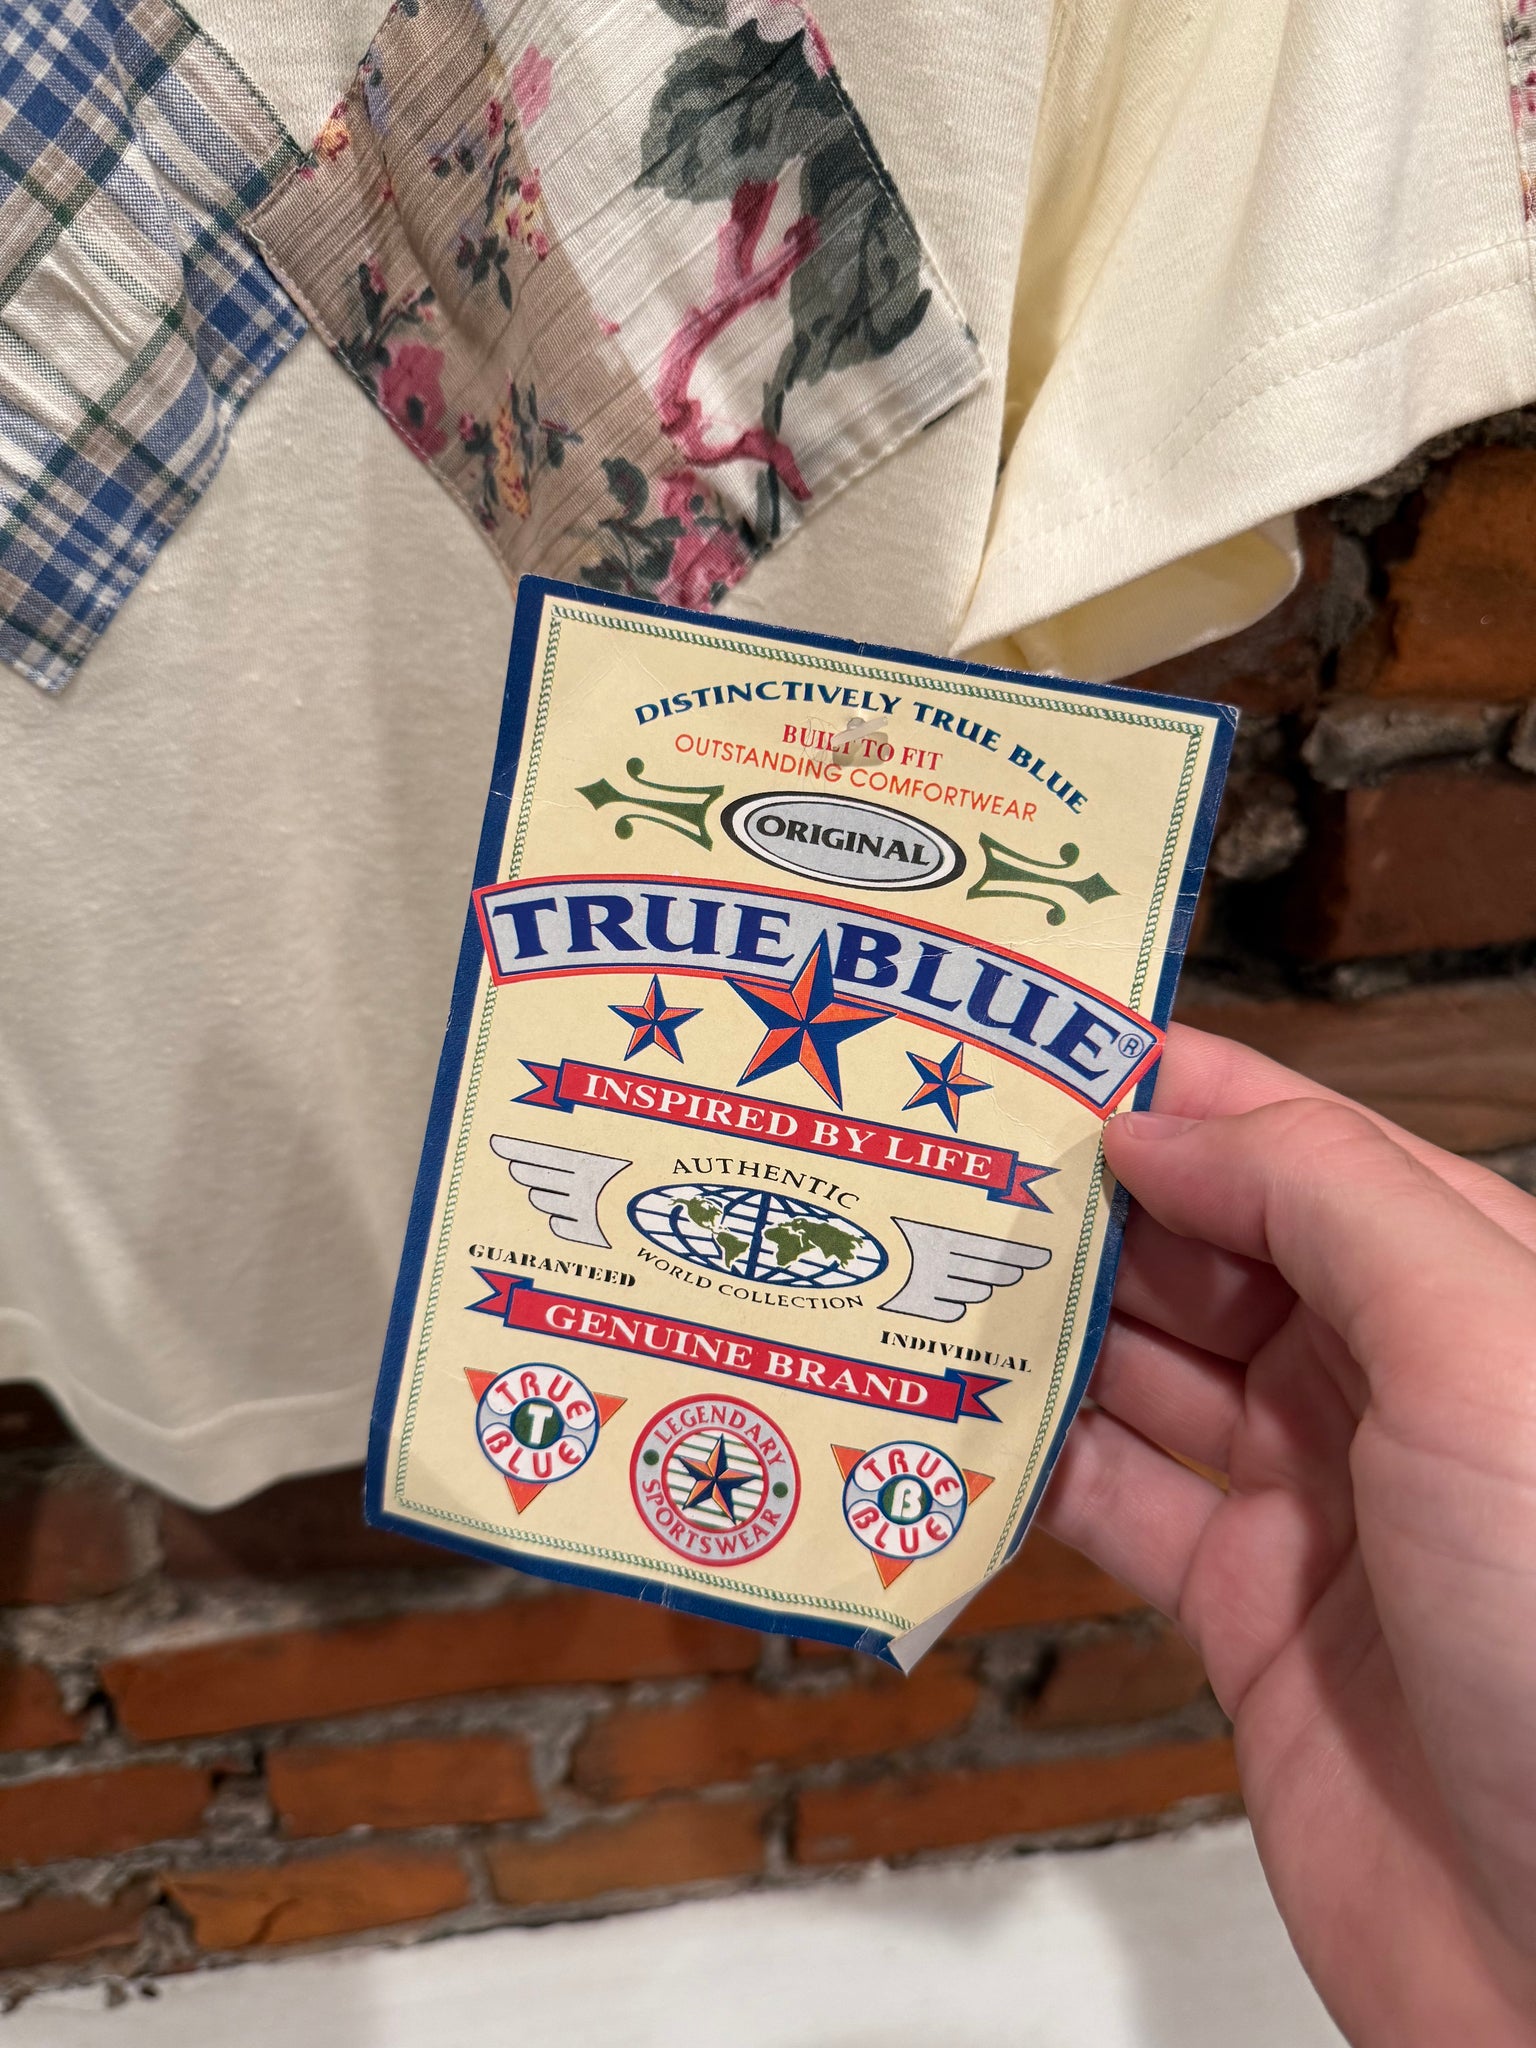 DISTINCTIVELY TRUE BLUE
BUILT TO FIT
OUTSTANDING COMFORTWEAR
ORIGINAL
TRUE BLUE®
INSPIRED BY LIFE
AUTHENTIC
WORLD COLLECTION
GUARANTEED
INDIVIDUAL
GENUINE BRAND
TRUE
T
BLUE
LEGENDARY
SPORTSWEAR
TRUE
B
BLUE